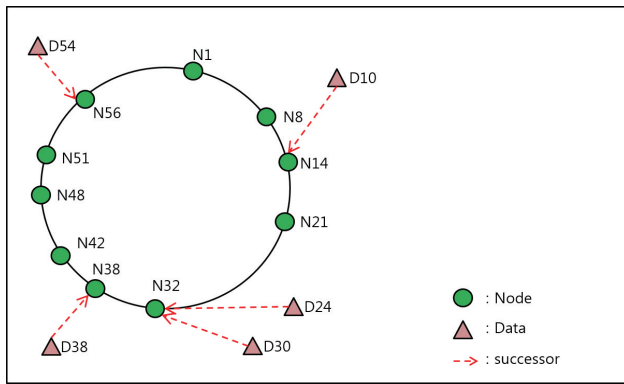 D54
N1
D10
N56
N8
N51
N14
N48
N21
N42
N38
N32
D24
D38
D30
: Node
: Data
: successor